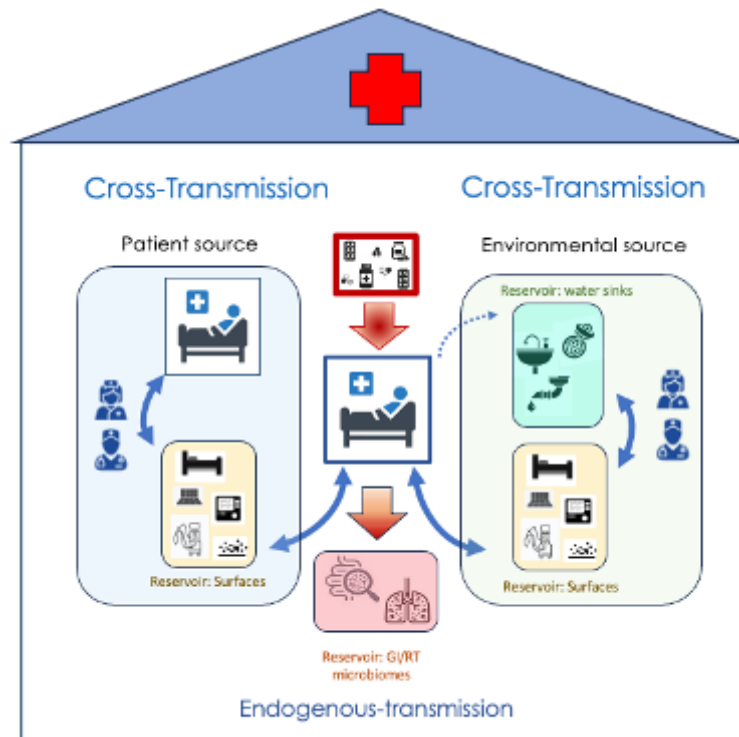 Cross-Transmission
Cross-Transmission
Patient source
Environmental source
Reservoir: water sinks
Reservoir: Surfaces
Reservoir: Surfaces
Reservoir: GI/RT
microbiomes
Endogenous-transmission